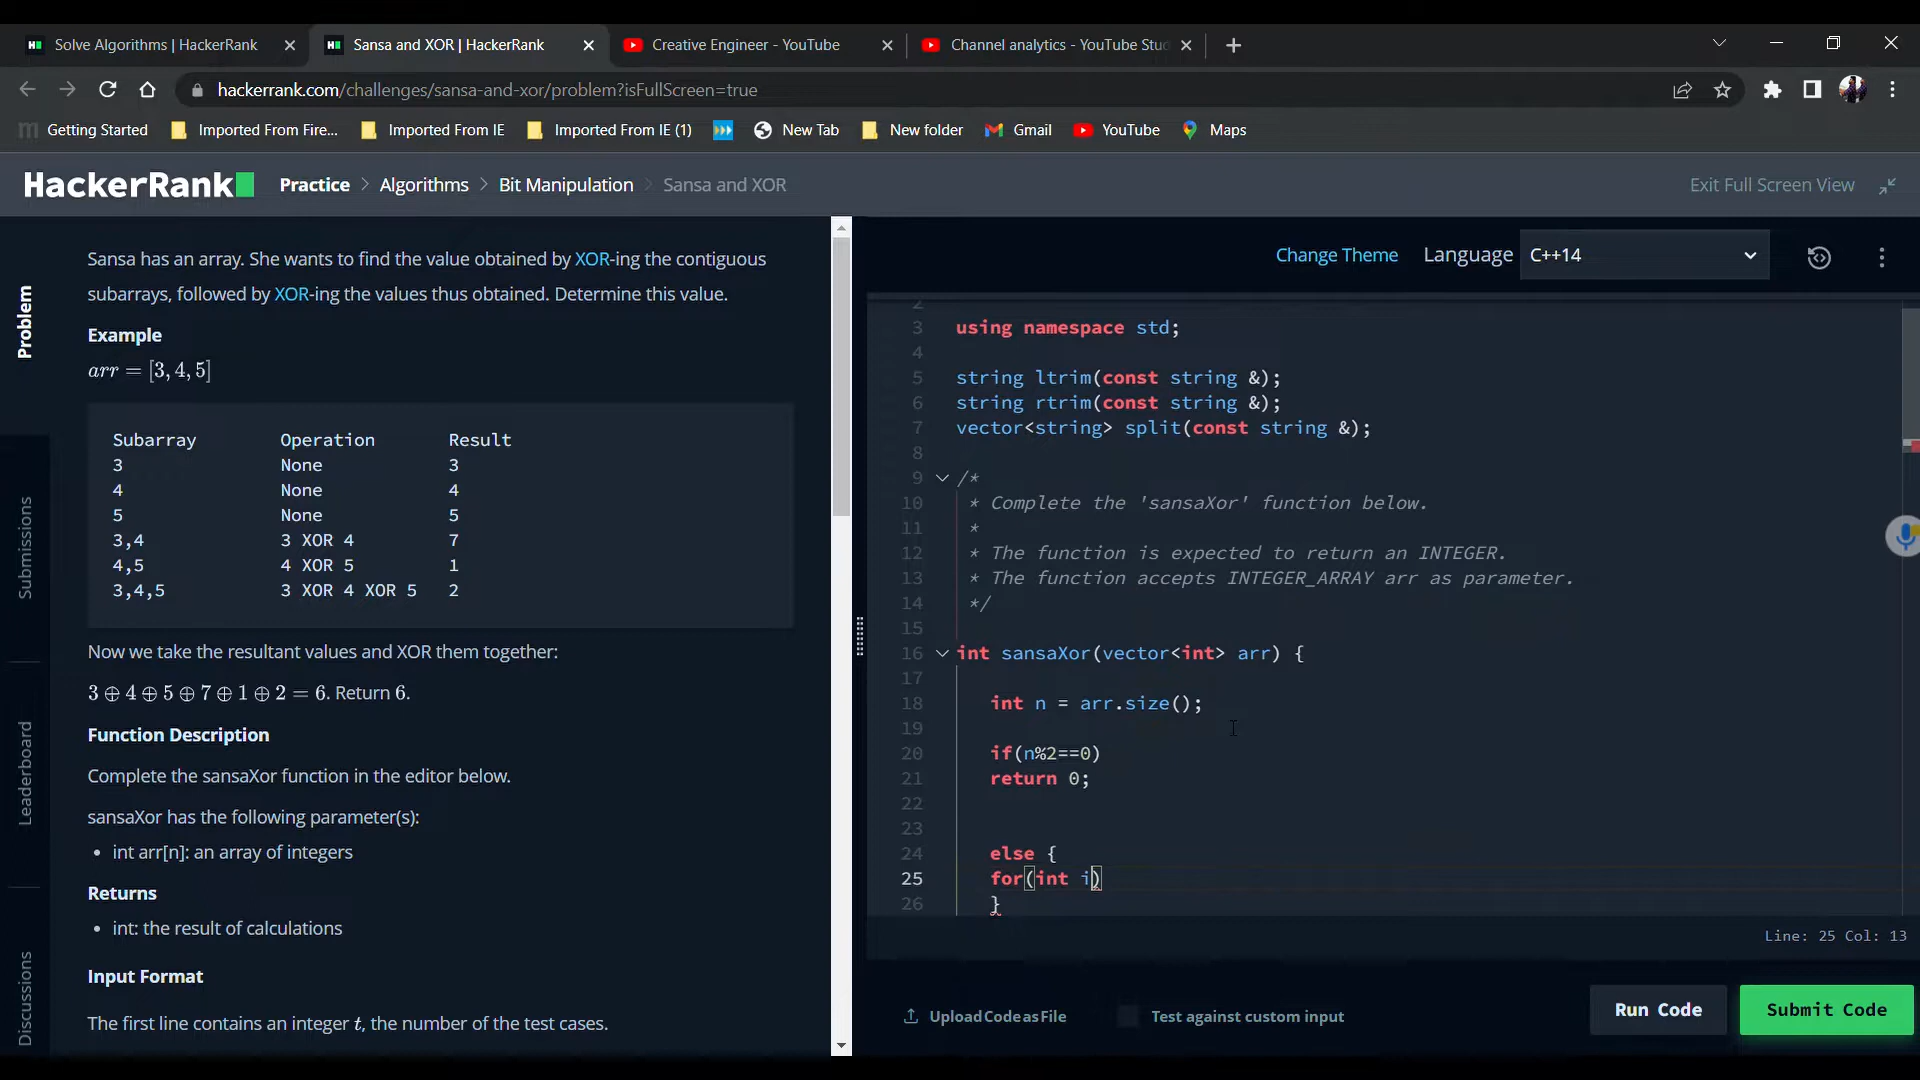 Solve Algorithms | HackerRank
Sansa and XOR | HackerRank
Creative Engineer - YouTube
Channel analytics - YouTube Stud
hackerrank.com/challenges/sansa-and-xor/problem?isFullScreen=true
Getting Started
Imported From Fire...
Imported From IE
Imported From IE (1)
New Tab
New folder
Gmail
YouTube
Maps
HackerRank
Practice > Algorithms > Bit Manipulation > Sansa and XOR
Exit Full Screen View
Problem
Submissions
Leaderboard
Discussions
Sansa has an array. She wants to find the value obtained by XOR-ing the contiguous
subarrays, followed by XOR-ing the values thus obtained. Determine this value.
Example
arr = [3, 4, 5]
Subarray Operation Result
3 None 3
4 None 4
5 None 5
3,4 3 XOR 4 7
4,5 4 XOR 5 1
3,4,5 3 XOR 4 XOR 5 2
Now we take the resultant values and XOR them together:
3 ⊕ 4 ⊕ 5 ⊕ 7 ⊕ 1 ⊕ 2 = 6. Return 6.
Function Description
Complete the sansaXor function in the editor below.
sansaXor has the following parameter(s):
• int arr[n]: an array of integers
Returns
• int: the result of calculations
Input Format
The first line contains an integer t, the number of the test cases.
Change Theme Language C++14
2
3 using namespace std;
4
5 string ltrim(const string &);
6 string rtrim(const string &);
7 vector<string> split(const string &);
8
9 /*
10 * Complete the 'sansaXor' function below.
11 *
12 * The function is expected to return an INTEGER.
13 * The function accepts INTEGER_ARRAY arr as parameter.
14 */
15
16 int sansaXor(vector<int> arr) {
17
18 int n = arr.size();
19
20 if(n%2==0)
21 return 0;
22
23
24 else {
25 for(int i)
26 }
Line: 25 Col: 13
Upload Code as File
Test against custom input
Run Code
Submit Code